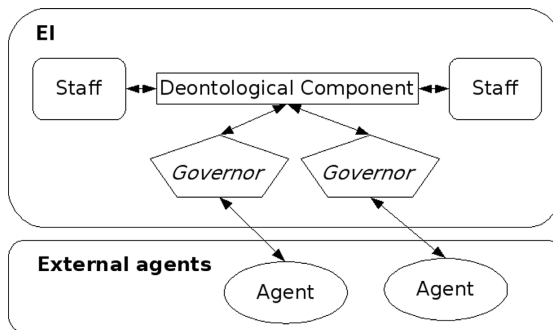 EI
Staff
Deontological Component
Staff
Governor
Governor
External agents
Agent
Agent